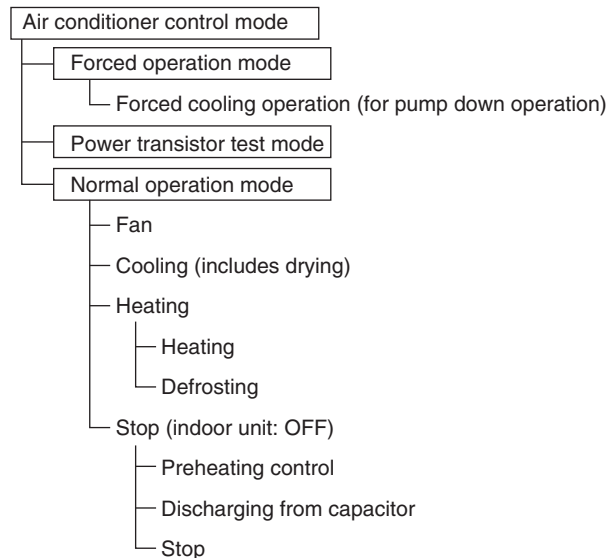 Air conditioner control mode
Forced operation mode
Forced cooling operation (for pump down operation)
Power transistor test mode
Normal operation mode
Fan
Cooling (includes drying)
Heating
Heating
Defrosting
Stop (indoor unit: OFF)
Preheating control
Discharging from capacitor
Stop